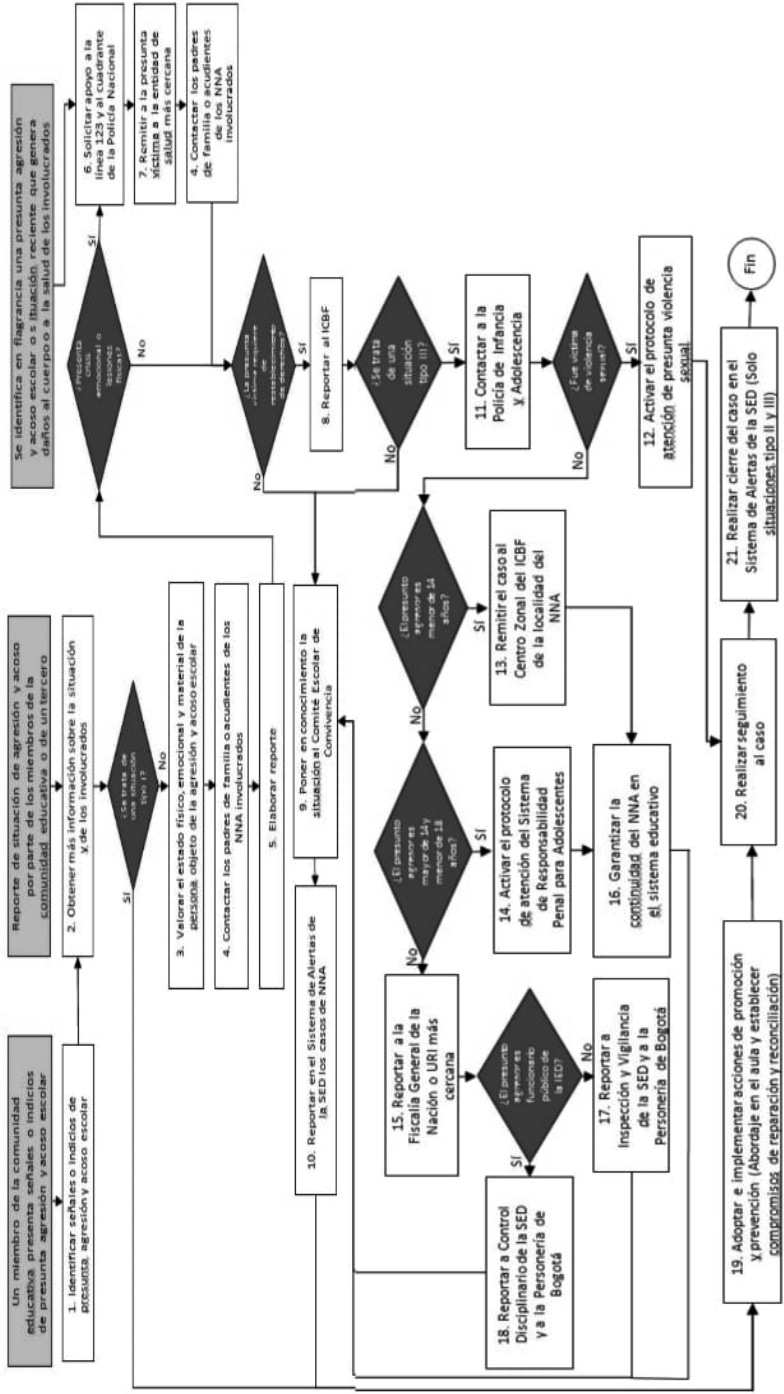 Un miembro de la comunidad
educativa presenta señales o indicios
de presunta agresión y acoso escolar
1. Identificar señales o indicios de
presunta agresión y acoso escolar
Reporte de situación de agresión y acoso
por parte de los miembros de la
comunidad educativa o de un tercero
2. Obtener más información sobre la situación
y de los involucrados
¿Se trata de
una situación
tipo I?
Sí
No
3. Valorar el estado físico, emocional y material de la
persona objeto de la agresión y acoso escolar
4. Contactar los padres de familia o acudientes de los
NNA involucrados
5. Elaborar reporte
Se identifica en flagrancia una presunta agresión
y acoso escolar o situación reciente que genera
daños al cuerpo o a la salud de los involucrados
¿Presenta
crisis
emocional o
lesiones
físicas?
Sí
No
6. Solicitar apoyo a la
línea 123 y al cuadrante
de la Policía Nacional
7. Remitir a la presunta
víctima a la entidad de
salud más cercana
4. Contactar los padres
de familia o acudientes
de los NNA
involucrados
¿La presunta
víctima requiere
de
restablecimiento
de derechos?
No
Sí
8. Reportar al ICBF
¿Se trata
de una
situación
tipo III?
No
Sí
9. Poner en conocimiento la
situación al Comité Escolar de
Convivencia
10. Reportar en el Sistema de Alertas de
la SED los casos de NNA
11. Contactar a la
Policía de Infancia
y Adolescencia
¿Fue víctima
de violencia
sexual?
No
Sí
12. Activar el protocolo de
atención de presunta violencia
sexual
¿El presunto
agresor es
menor de 14
años?
No
Sí
13. Remitir el caso al
Centro Zonal del ICBF
de la localidad del
NNA
¿El presunto
agresor es
mayor de 14 y
menor de 18
años?
No
Sí
14. Activar el protocolo
de atención del Sistema
de Responsabilidad
Penal para Adolescentes
15. Reportar a la
Fiscalía General de la
Nación o URI más
cercana
16. Garantizar la
continuidad del NNA en
el sistema educativo
¿El presunto
agresor es
funcionario
público de
la IED?
Sí
No
17. Reportar a
Inspección y Vigilancia
de la SED y a la
Personería de Bogotá
18. Reportar a Control
Disciplinario de la SED
y a la Personería de
Bogotá
19. Adoptar e implementar acciones de promoción
y prevención (Abordaje en el aula y establecer
compromisos de reparación y reconciliación)
20. Realizar seguimiento
al caso
21. Realizar cierre del caso en el
Sistema de Alertas de la SED (Solo
situaciones tipo II y III)
Fin